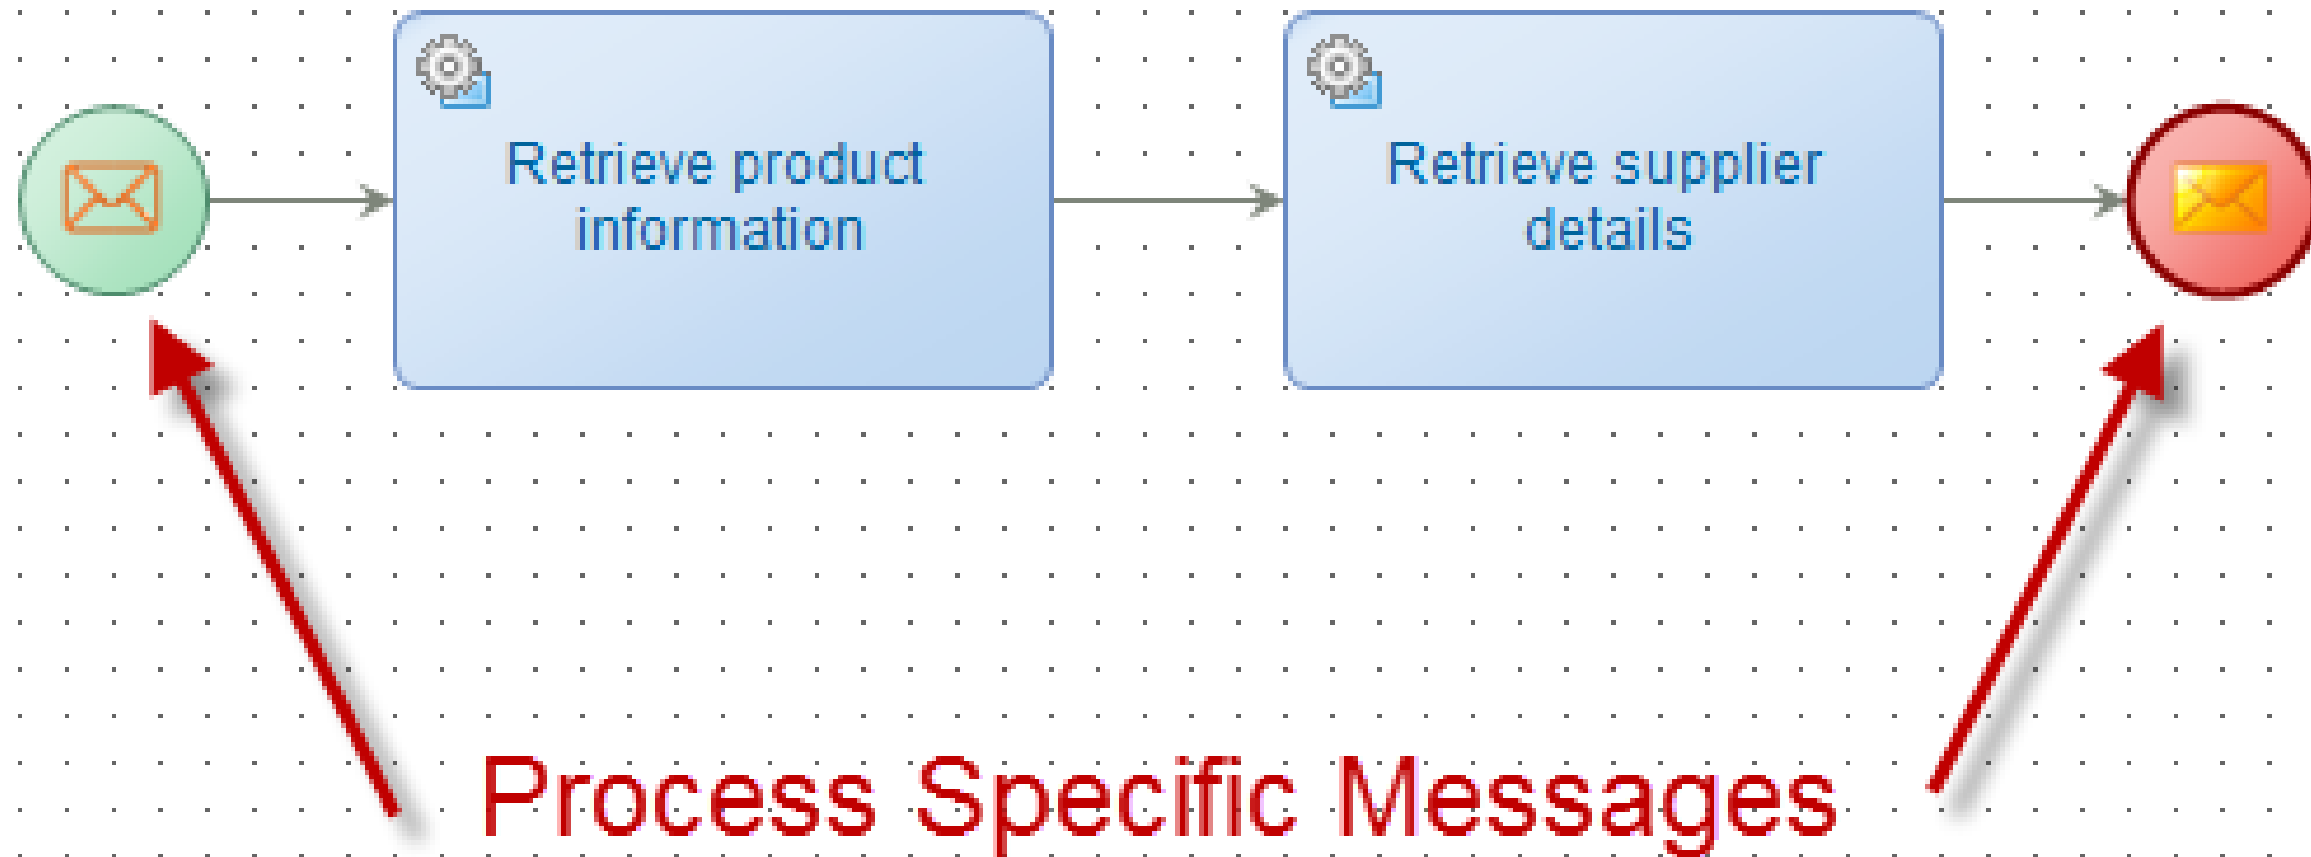 Retrieve product
information
Retrieve supplier
details
Process Specific Messages